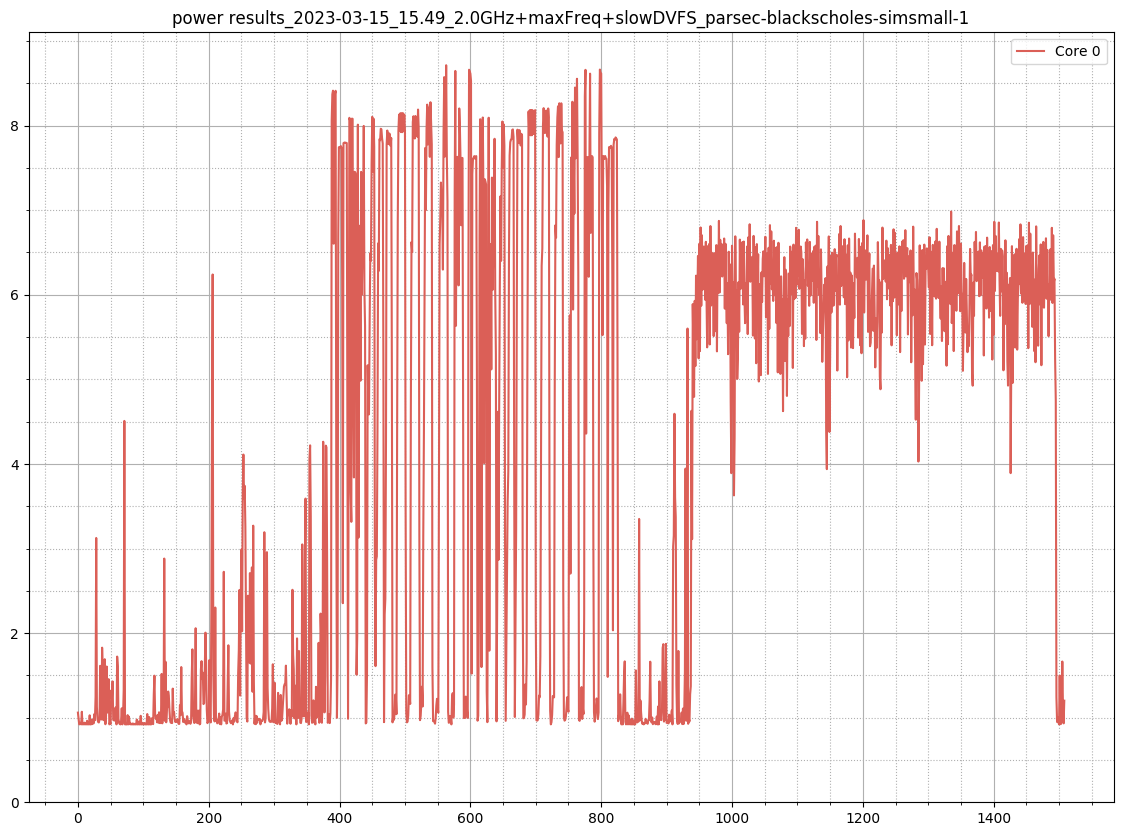 power results_2023-03-15_15.49_2.0GHz+maxFreq+slowDVFS_parsec-blackscholes-simsmall-1
Core 0
8
6
4
2
0
0 200 400 600 800 1000 1200 1400